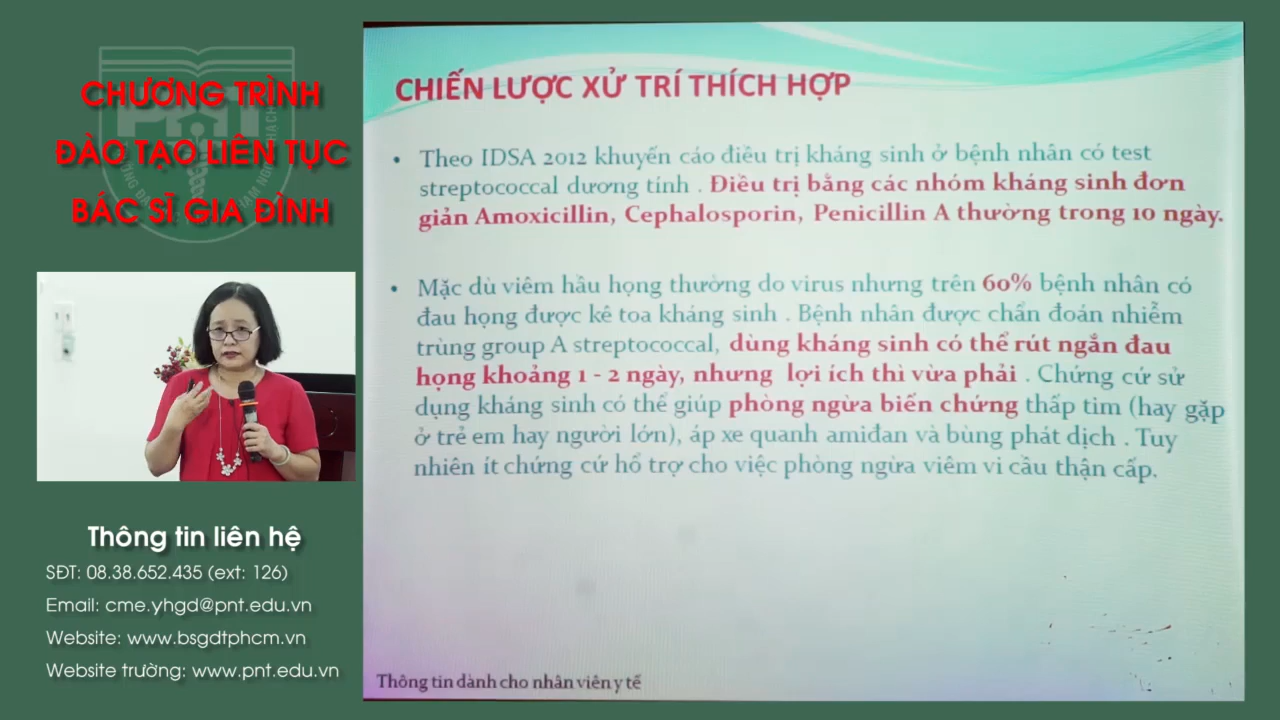 CHƯƠNG TRÌNH
ĐÀO TẠO LIÊN TỤC
BÁC SĨ GIA ĐÌNH
Thông tin liên hệ
SĐT: 08.38.652.435 (ext: 126)
Email: cme.yhgd@pnt.edu.vn
Website: www.bsgdtphcm.vn
Website trường: www.pnt.edu.vn
CHIẾN LƯỢC XỬ TRÍ THÍCH HỢP
• Theo IDSA 2012 khuyến cáo điều trị kháng sinh ở bệnh nhân có test
streptococcal dương tính . Điều trị bằng các nhóm kháng sinh đơn
giản Amoxicillin, Cephalosporin, Penicillin A thường trong 10 ngày.
• Mặc dù viêm hầu họng thường do virus nhưng trên 60% bệnh nhân có
đau họng được kê toa kháng sinh . Bệnh nhân được chẩn đoán nhiễm
trùng group A streptococcal, dùng kháng sinh có thể rút ngắn đau
họng khoảng 1 - 2 ngày, nhưng lợi ích thì vừa phải . Chứng cứ sử
dụng kháng sinh có thể giúp phòng ngừa biến chứng thấp tim (hay gặp
ở trẻ em hay người lớn), áp xe quanh amiđan và bùng phát dịch . Tuy
nhiên ít chứng cứ hổ trợ cho việc phòng ngừa viêm vi cầu thận cấp.
Thông tin dành cho nhân viên y tế